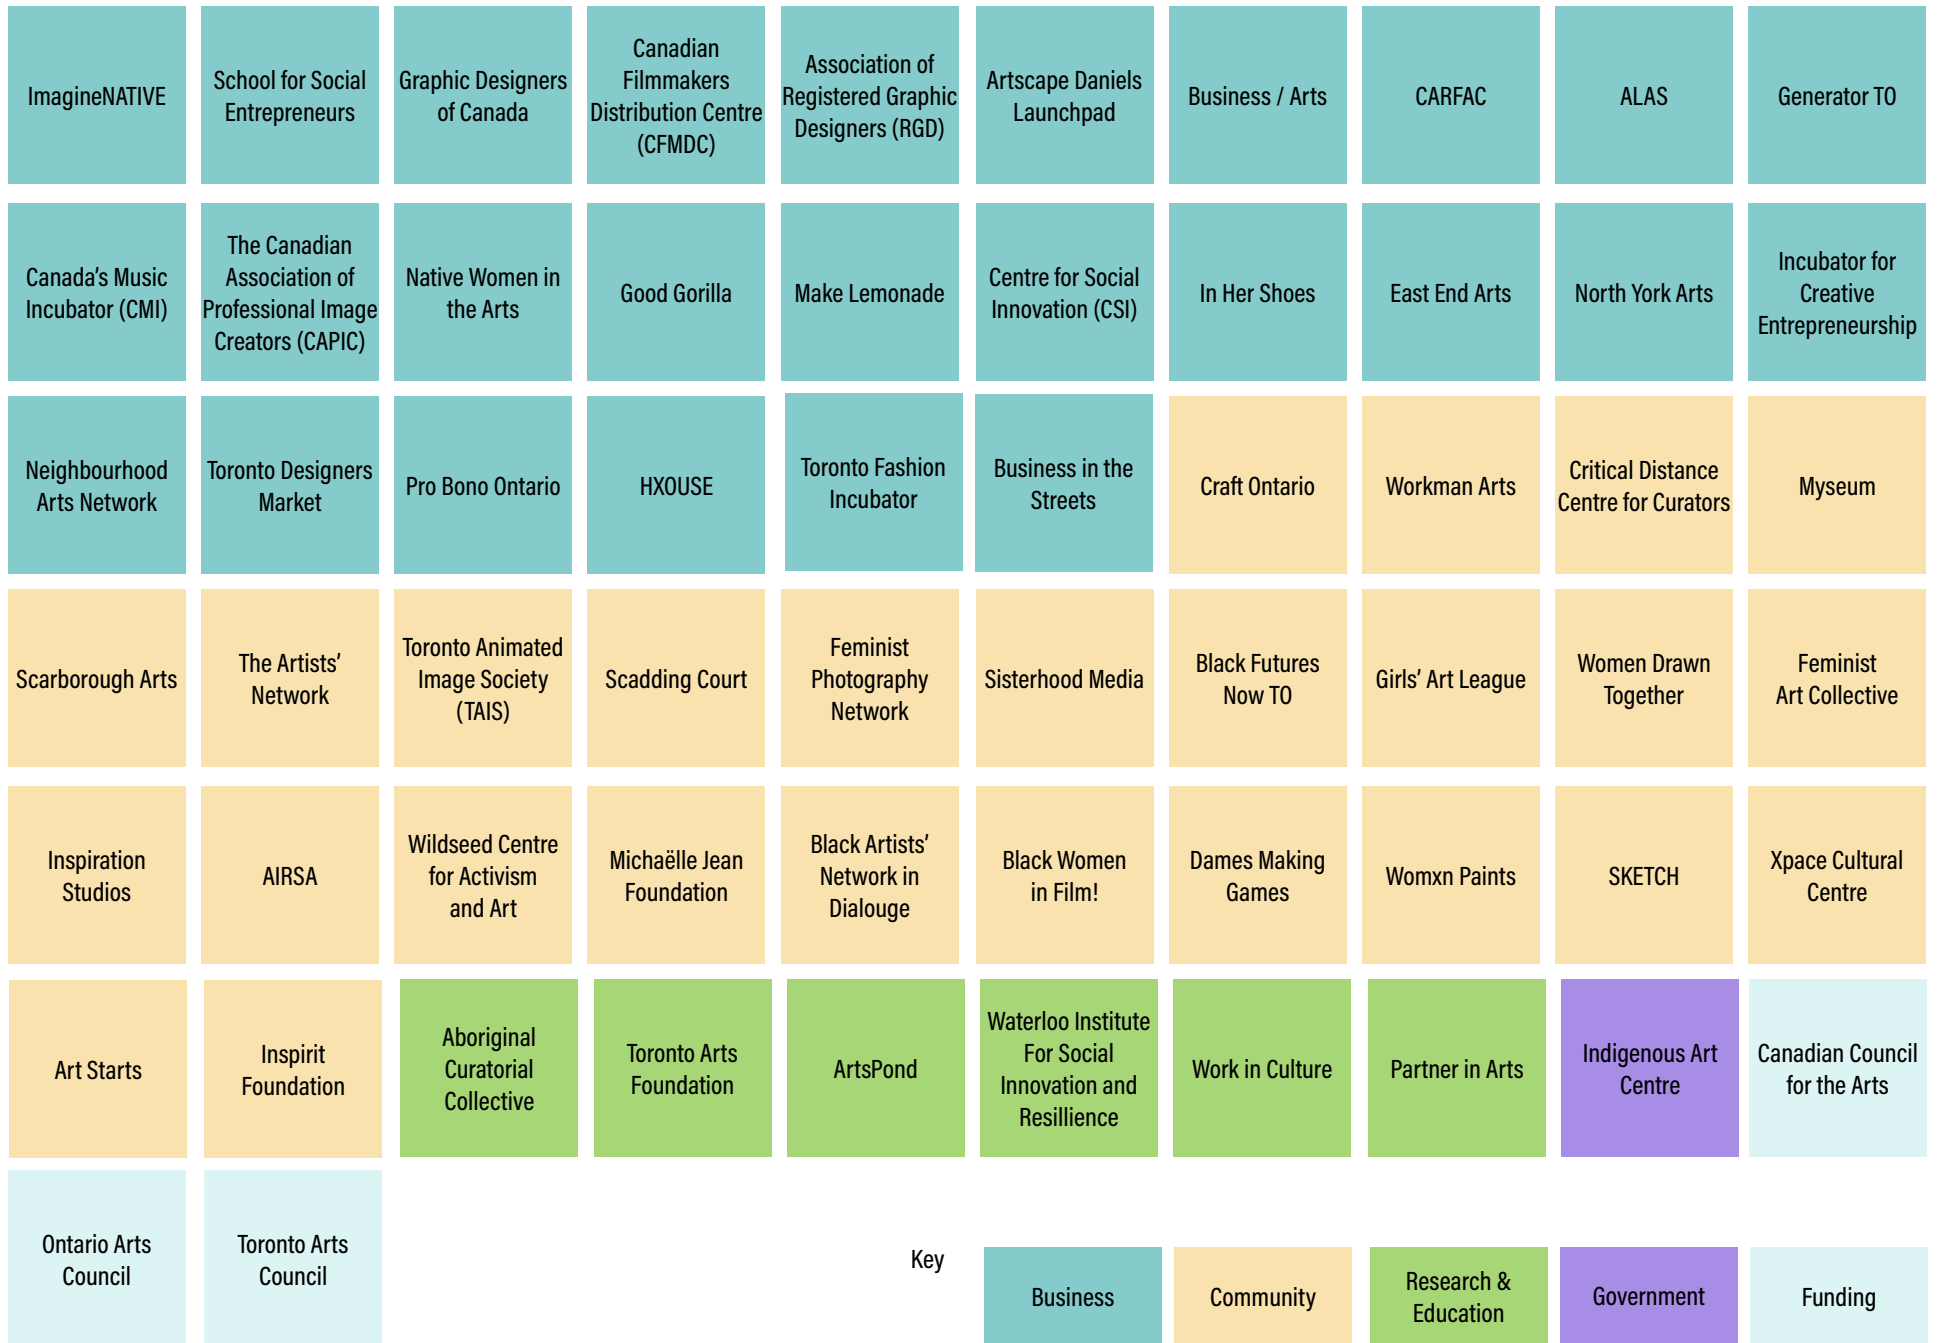 ImagineNATIVE
School for Social
Entrepreneurs
Graphic Designers
of Canada
Canadian
Filmmakers
Distribution Centre
(CFMDC)
Association of
Registered Graphic
Designers (RGD)
Artscape Daniels
Launchpad
Business / Arts
CARFAC
ALAS
Generator TO
Canada’s Music
Incubator (CMI)
The Canadian
Association of
Professional Image
Creators (CAPIC)
Native Women in
the Arts
Good Gorilla
Make Lemonade
Centre for Social
Innovation (CSI)
In Her Shoes
East End Arts
North York Arts
Incubator for
Creative
Entrepreneurship
Neighbourhood
Arts Network
Toronto Designers
Market
Pro Bono Ontario
HXOUSE
Toronto Fashion
Incubator
Business in the
Streets
Craft Ontario
Workman Arts
Critical Distance
Centre for Curators
Myseum
Scarborough Arts
The Artists’
Network
Toronto Animated
Image Society
(TAIS)
Scadding Court
Feminist
Photography
Network
Sisterhood Media
Black Futures
Now TO
Girls’ Art League
Women Drawn
Together
Feminist
Art Collective
Inspiration
Studios
AIRSA
Wildseed Centre
for Activism
and Art
Michaëlle Jean
Foundation
Black Artists’
Network in
Dialouge
Black Women
in Film!
Dames Making
Games
Womxn Paints
SKETCH
Xpace Cultural
Centre
Art Starts
Inspirit
Foundation
Aboriginal
Curatorial
Collective
Toronto Arts
Foundation
ArtsPond
Waterloo Institute
For Social
Innovation and
Resillience
Work in Culture
Partner in Arts
Indigenous Art
Centre
Canadian Council
for the Arts
Ontario Arts
Council
Toronto Arts
Council
Key
Business
Community
Research &
Education
Government
Funding